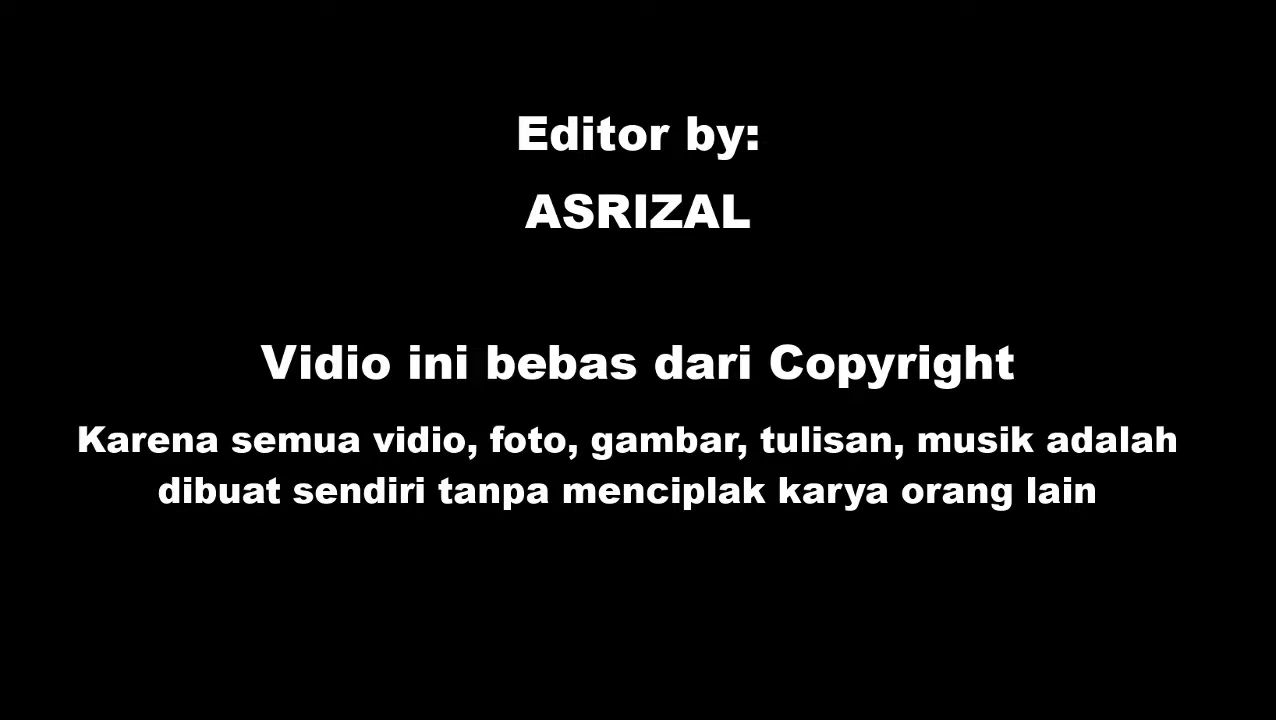 Editor by:
ASRIZAL
Vidio ini bebas dari Copyright
Karena semua vidio, foto, gambar, tulisan, musik adalah
dibuat sendiri tanpa menciplak karya orang lain